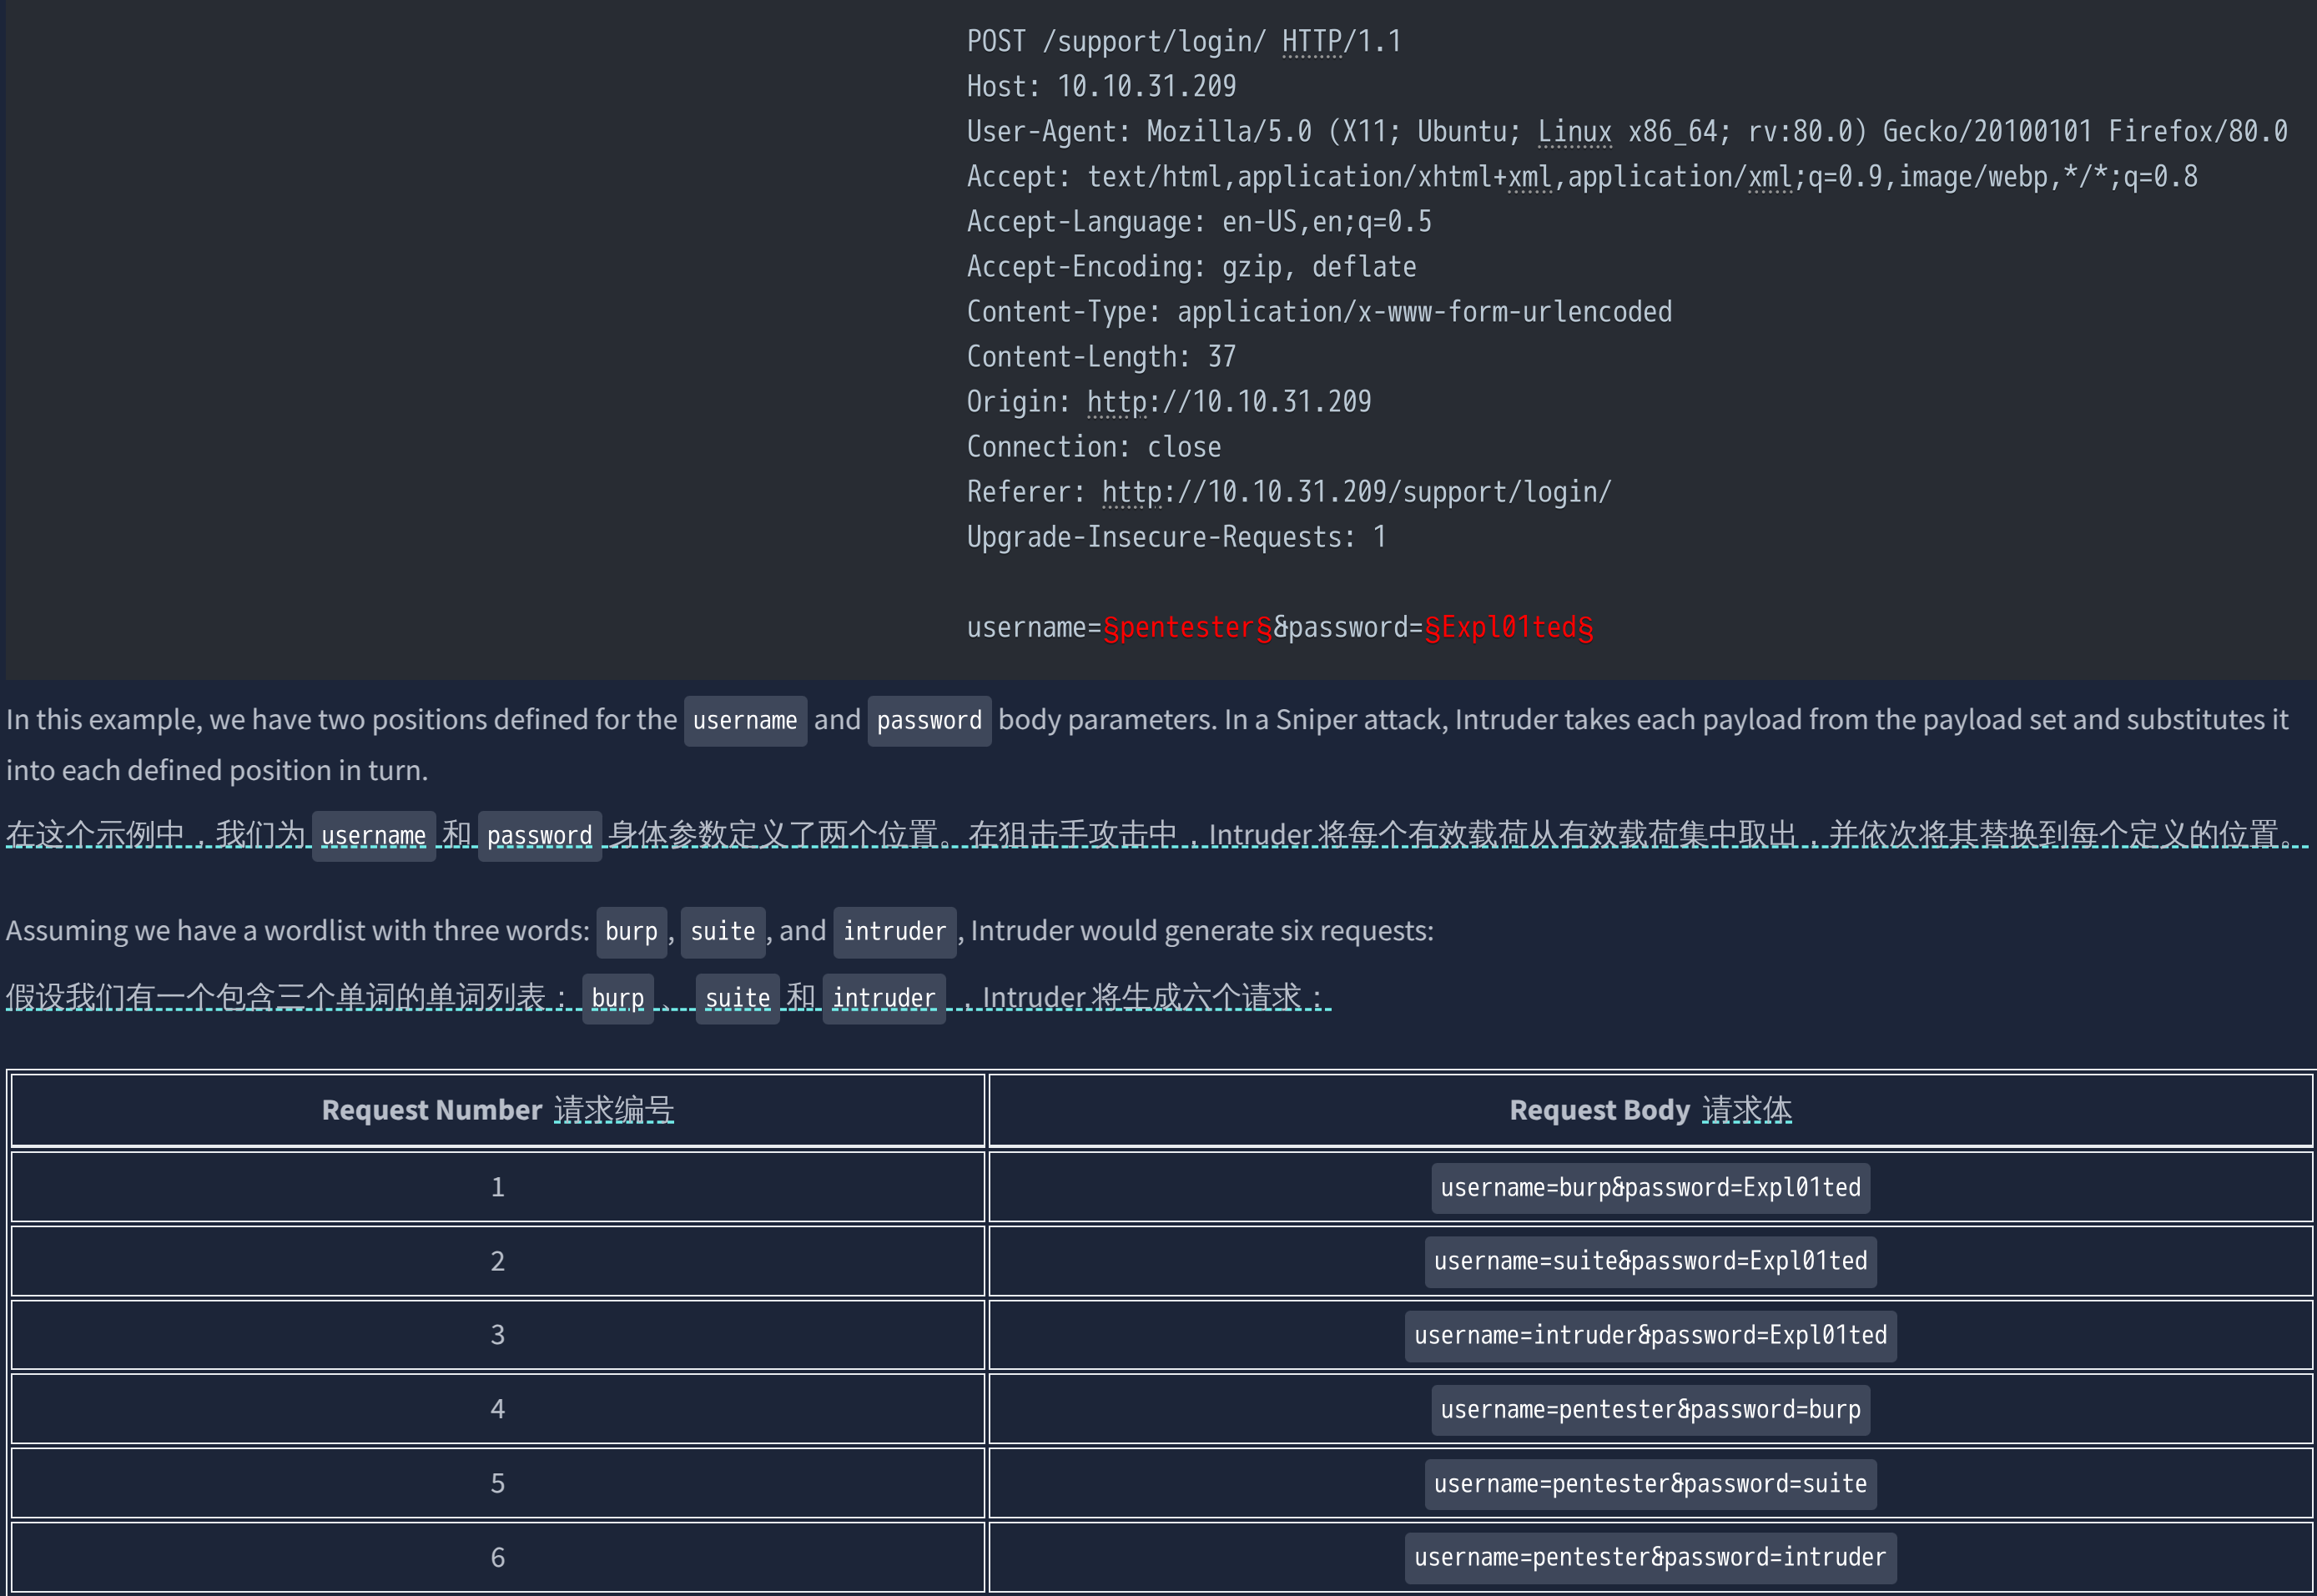 POST /support/login/ HTTP/1.1
Host: 10.10.31.209
User-Agent: Mozilla/5.0 (X11; Ubuntu; Linux x86_64; rv:80.0) Gecko/20100101 Firefox/80.0
Accept: text/html,application/xhtml+xml,application/xml;q=0.9,image/webp,*/*;q=0.8
Accept-Language: en-US,en;q=0.5
Accept-Encoding: gzip, deflate
Content-Type: application/x-www-form-urlencoded
Content-Length: 37
Origin: http://10.10.31.209
Connection: close
Referer: http://10.10.31.209/support/login/
Upgrade-Insecure-Requests: 1
username=§pentester§&password=§Expl01ted§
In this example, we have two positions defined for the username and password body parameters. In a Sniper attack, Intruder takes each payload from the payload set and substitutes it
into each defined position in turn.
在这个示例中，我们为 username 和 password 身体参数定义了两个位置。在狙击手攻击中，Intruder 将每个有效载荷从有效载荷集中取出，并依次将其替换到每个定义的位置。
Assuming we have a wordlist with three words: burp, suite, and intruder, Intruder would generate six requests:
假设我们有一个包含三个单词的单词列表： burp 、 suite 和 intruder ，Intruder 将生成六个请求：
Request Number 请求编号 Request Body 请求体
1 username=burp&password=Expl01ted
2 username=suite&password=Expl01ted
3 username=intruder&password=Expl01ted
4 username=pentester&password=burp
5 username=pentester&password=suite
6 username=pentester&password=intruder